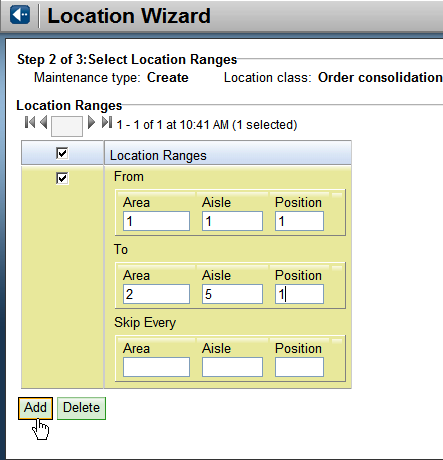 Location Wizard
Step 2 of 3:Select Location Ranges
Maintenance type: Create Location class: Order consolidation
Location Ranges
1 - 1 of 1 at 10:41 AM (1 selected)
Location Ranges
From
Area Aisle Position
1 1 1
To
Area Aisle Position
2 5 1
Skip Every
Area Aisle Position
Add Delete